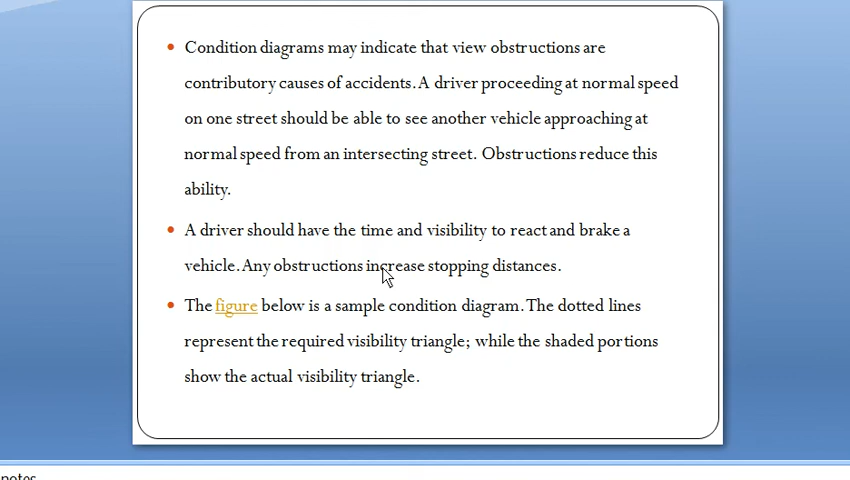 Condition diagrams may indicate that view obstructions are
contributory causes of accidents. A driver proceeding at normal speed
on one street should be able to see another vehicle approaching at
normal speed from an intersecting street. Obstructions reduce this
ability.
A driver should have the time and visibility to react and brake a
vehicle. Any obstructions increase stopping distances.
The figure below is a sample condition diagram. The dotted lines
represent the required visibility triangle; while the shaded portions
show the actual visibility triangle.
notes